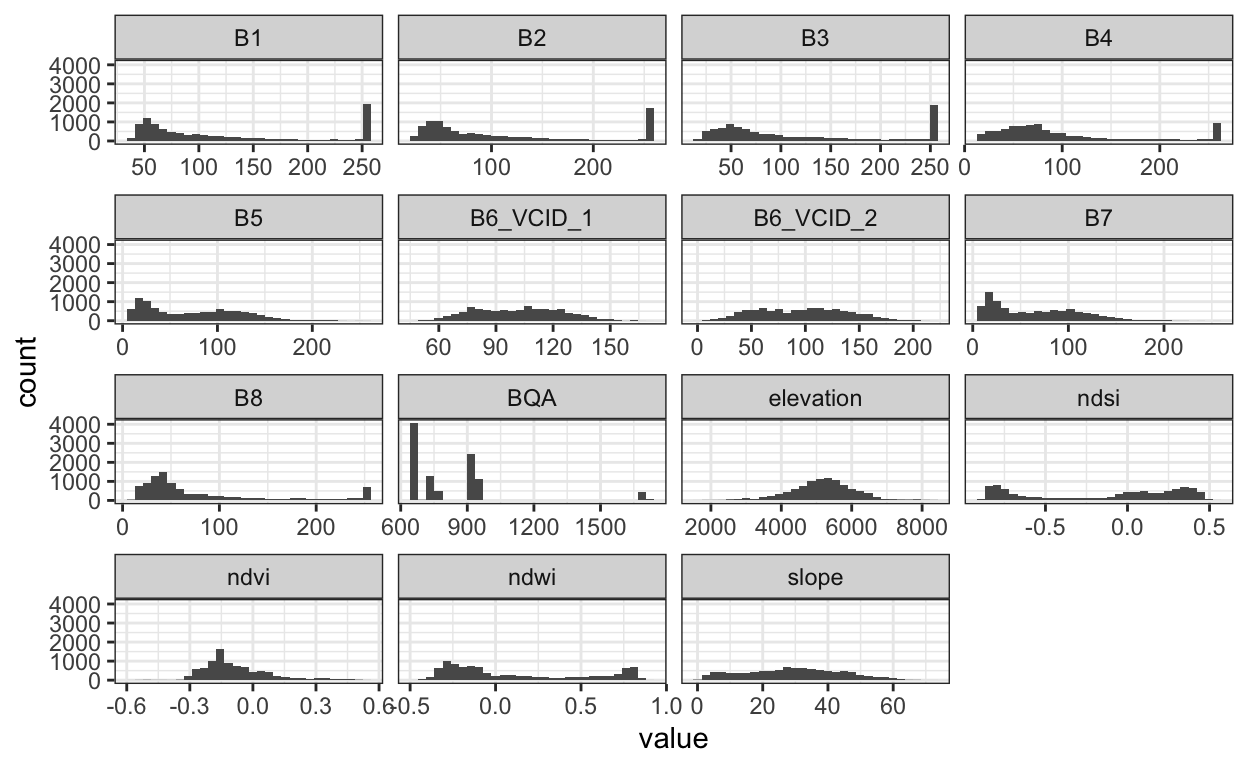 B1 B2 B3 B4
4000
3000
2000
1000
0
50 100 150 200 250 100 200 50 100 150 200 250 0 100 200
B5 B6_VCID_1 B6_VCID_2 B7
4000
3000
2000
1000
0
0 100 200 60 90 120 150 0 50 100 150 200 0 100 200
count
B8 BQA elevation ndsi
4000
3000
2000
1000
0
0 100 200 600 900 1200 1500 2000 4000 6000 8000 -0.5 0.0 0.5
ndvi ndwi slope
4000
3000
2000
1000
0
-0.6 -0.3 0.0 0.3 0.6 -0.5 0.0 0.5 1.0 0 20 40 60
value